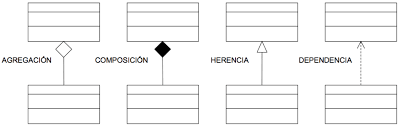 AGREGACIÓN
COMPOSICIÓN
HERENCIA
DEPENDENCIA